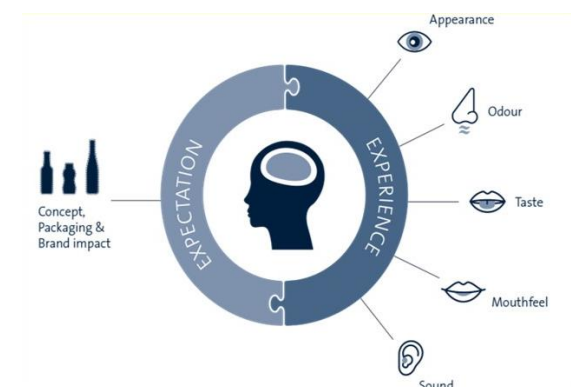 Appearance
Odour
EXPECTATION
EXPERIENCE
Taste
Concept,
Packaging &
Brand impact
Mouthfeel
Sound